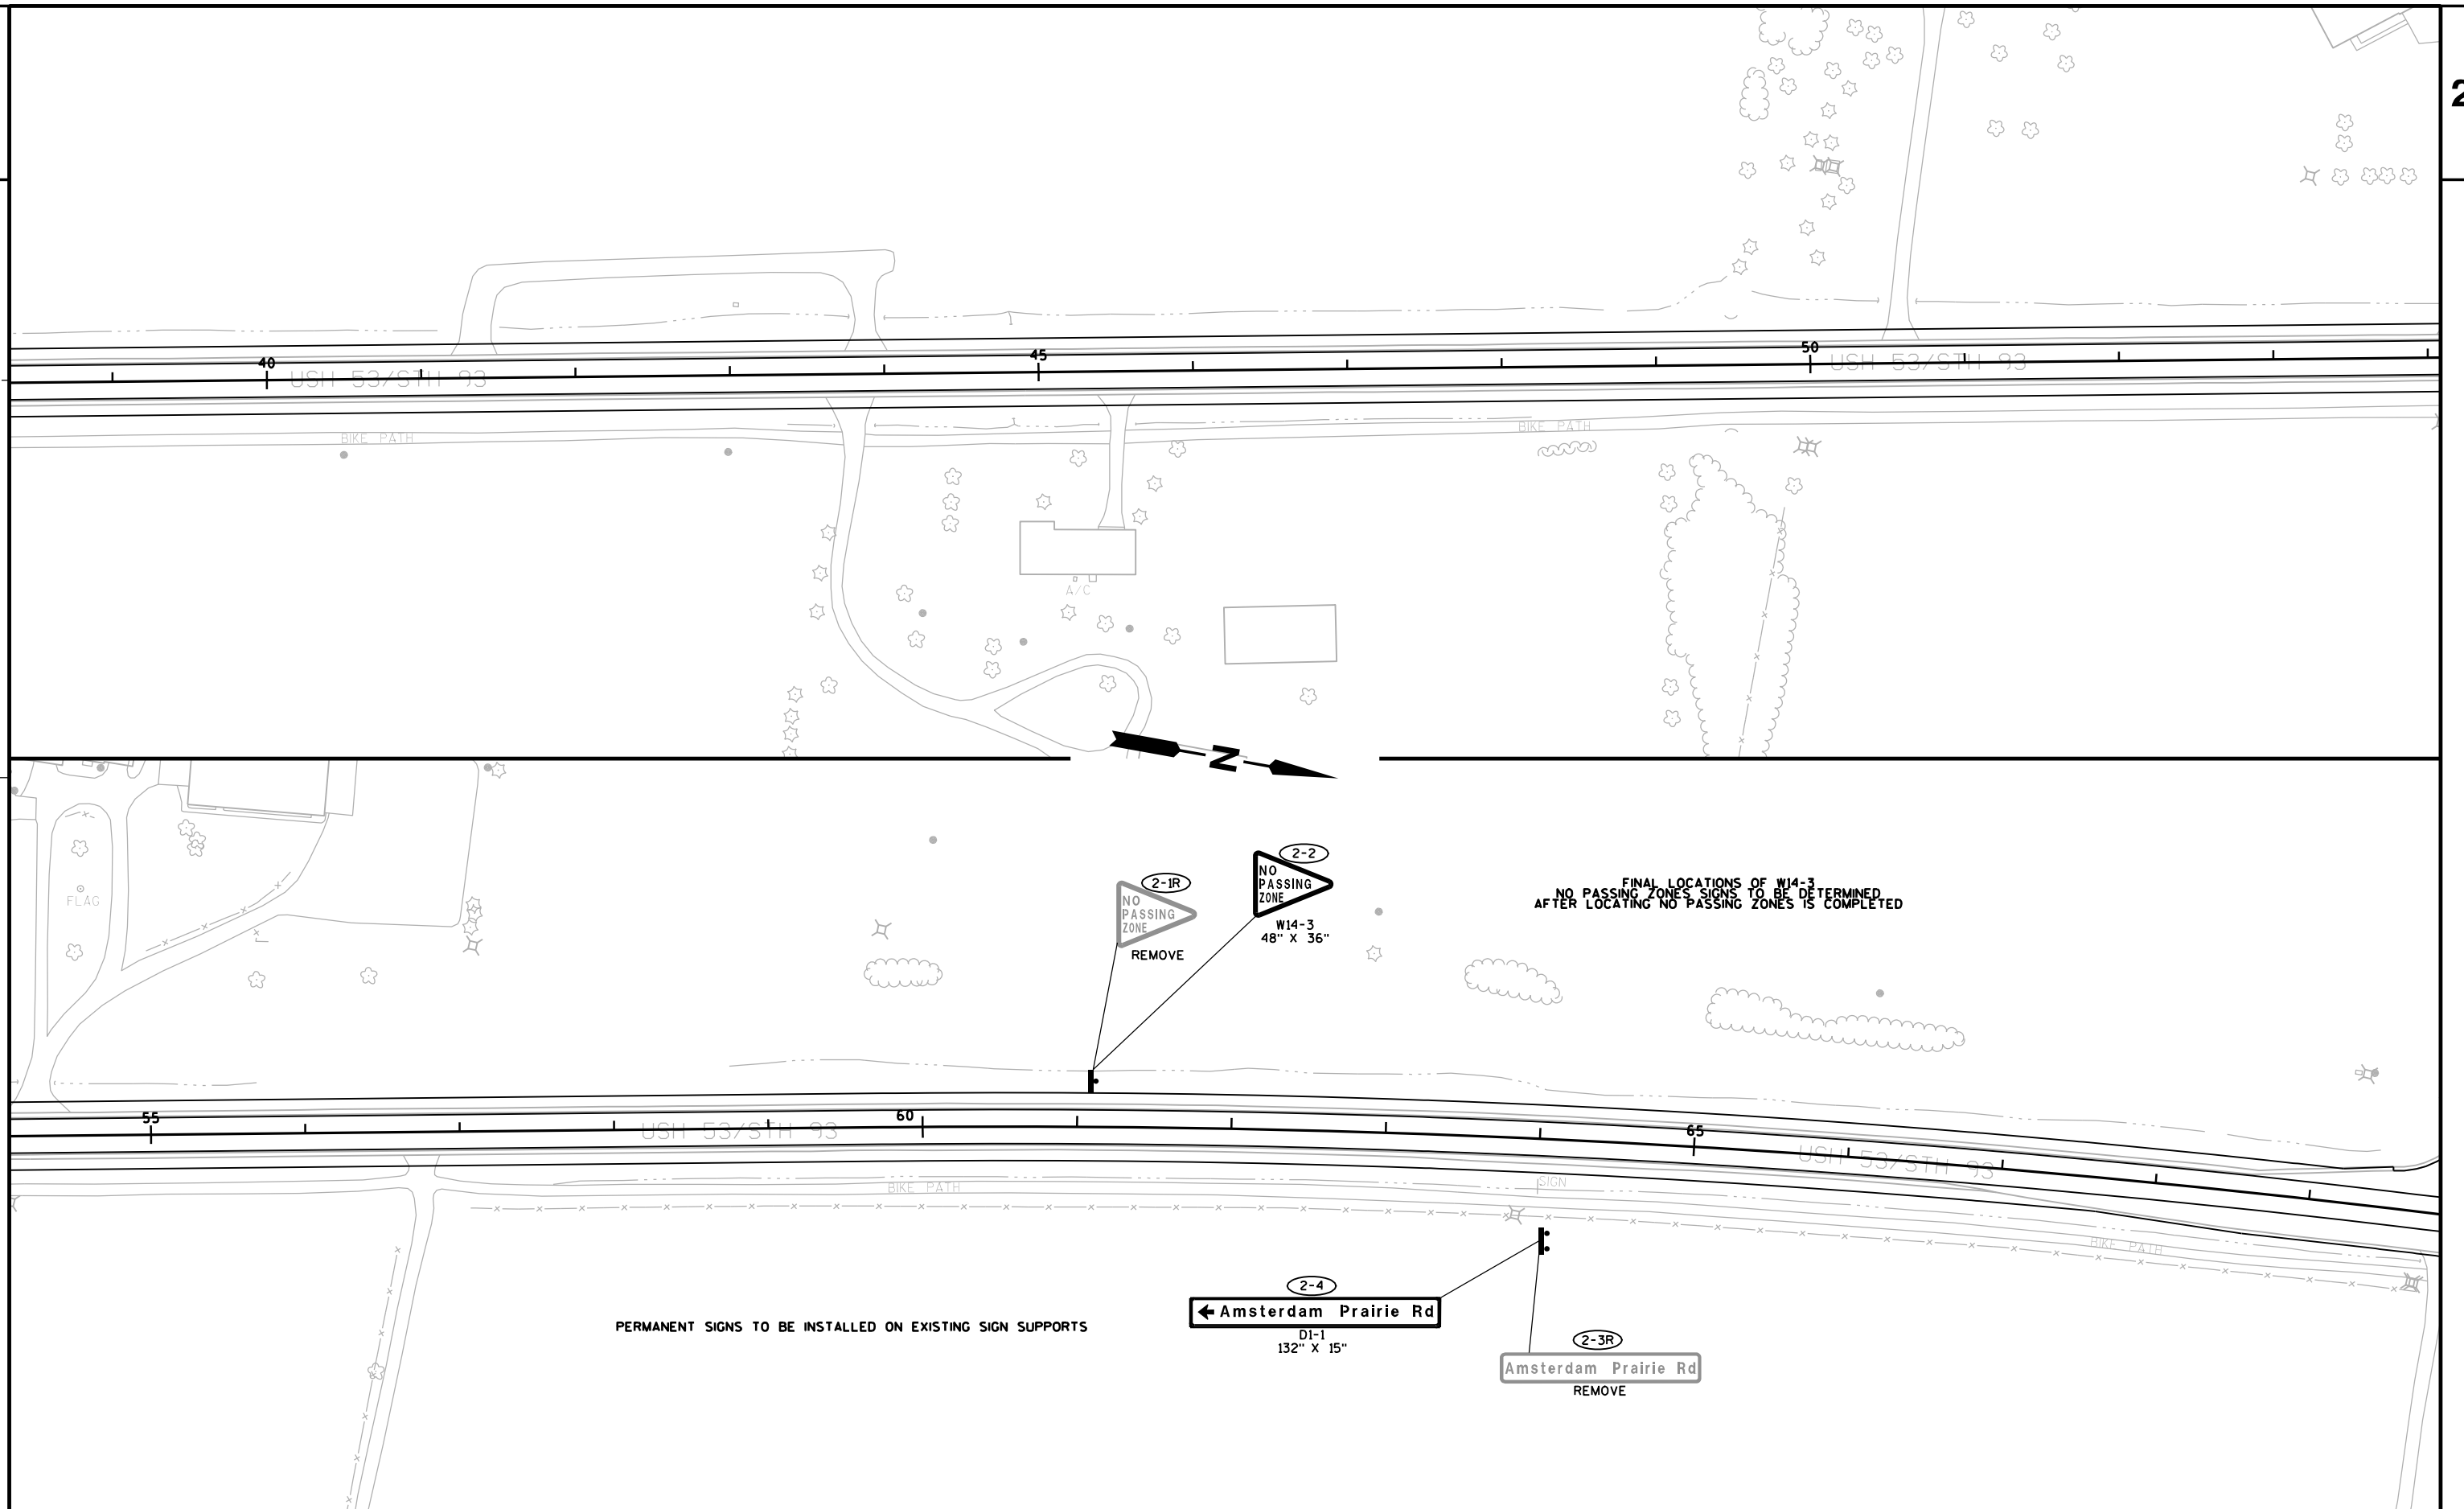 2
40
45
50
USH 53/STH 93
USH 53/STH 93
BIKE PATH
BIKE PATH
A/C
N
FLAG
2-1R
NO
PASSING
ZONE
REMOVE
2-2
NO
PASSING
ZONE
W14-3
48" X 36"
FINAL LOCATIONS OF W14-3
NO PASSING ZONES SIGNS TO BE DETERMINED
AFTER LOCATING NO PASSING ZONES IS COMPLETED
55
60
65
USH 53/STH 93
USH 53/STH 93
BIKE PATH
SIGN
BIKE PATH
2-4
Amsterdam Prairie Rd
D1-1
132" X 15"
PERMANENT SIGNS TO BE INSTALLED ON EXISTING SIGN SUPPORTS
2-3R
Amsterdam Prairie Rd
REMOVE